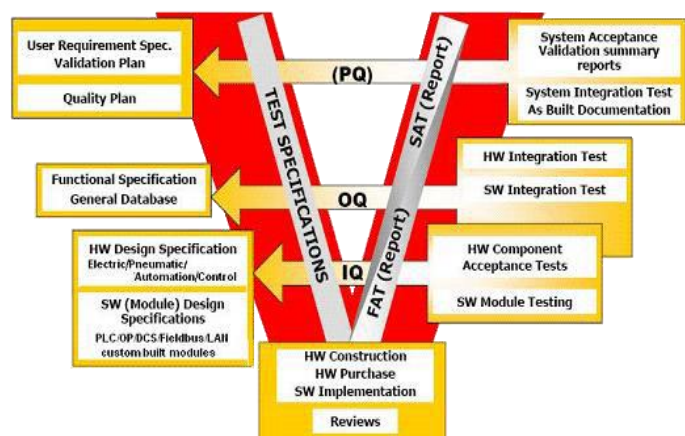 User Requirement Spec.
Validation Plan
Quality Plan
(PQ)
System Acceptance
Validation summary
reports
System Integration Test
As Built Documentation
TEST SPECIFICATIONS
SAT (Report)
FAT (Report)
Functional Specification
General Database
OQ
HW Integration Test
SW Integration Test
HW Design Specification
Electric/Pneumatic/
Automation/Control
SW (Module) Design
Specifications
PLC/OP/DCS/Fieldbus/LAN
custom built modules
IQ
HW Component
Acceptance Tests
SW Module Testing
HW Construction
HW Purchase
SW Implementation
Reviews